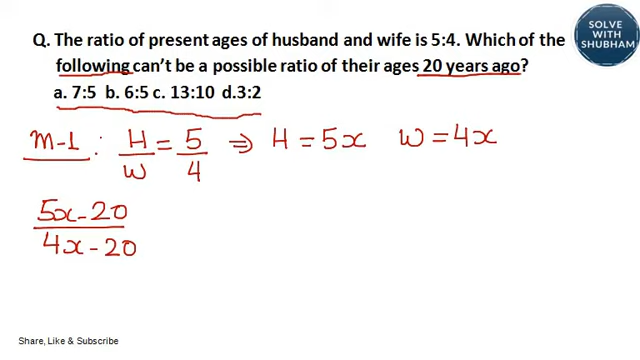 SOLVE
WITH
SHUBHAM
Q. The ratio of present ages of husband and wife is 5:4. Which of the
following can't be a possible ratio of their ages 20 years ago?
a. 7:5 b. 6:5 c. 13:10 d.3:2
M-1 : H/W = 5/4 ⇒ H = 5x W = 4x
5x - 20
4x - 20
Share, Like & Subscribe